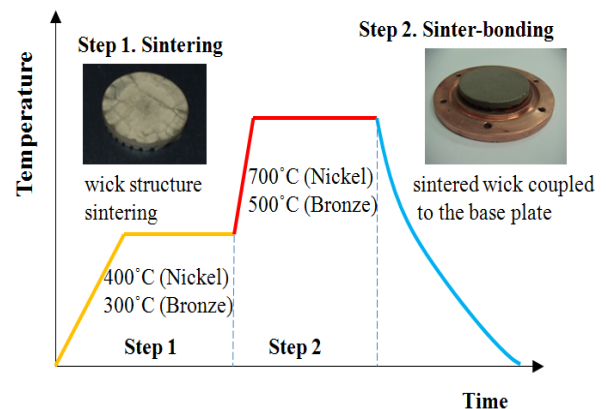 Step 1. Sintering
Step 2. Sinter-bonding
Temperature
wick structure
sintering
700˚C (Nickel)
500˚C (Bronze)
sintered wick coupled
to the base plate
400˚C (Nickel)
300˚C (Bronze)
Step 1
Step 2
Time